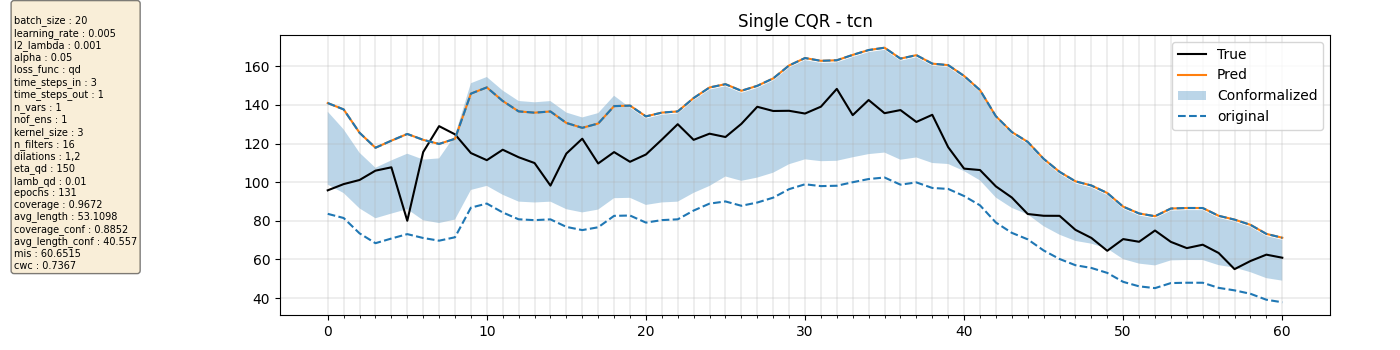 batch_size : 20
learning_rate : 0.005
l2_lambda : 0.001
alpha : 0.05
loss_func : qd
time_steps_in : 3
time_steps_out : 1
n_vars : 1
nof_ens : 1
kernel_size : 3
n_filters : 16
dilations : 1,2
eta_qd : 150
lamb_qd : 0.01
epochs : 131
coverage : 0.9672
avg_length : 53.1098
coverage_conf : 0.8852
avg_length_conf : 40.557
mis : 60.6515
cwc : 0.7367
Single CQR - tcn
True
Pred
Conformalized
original
160
140
120
100
80
60
40
0 10 20 30 40 50 60